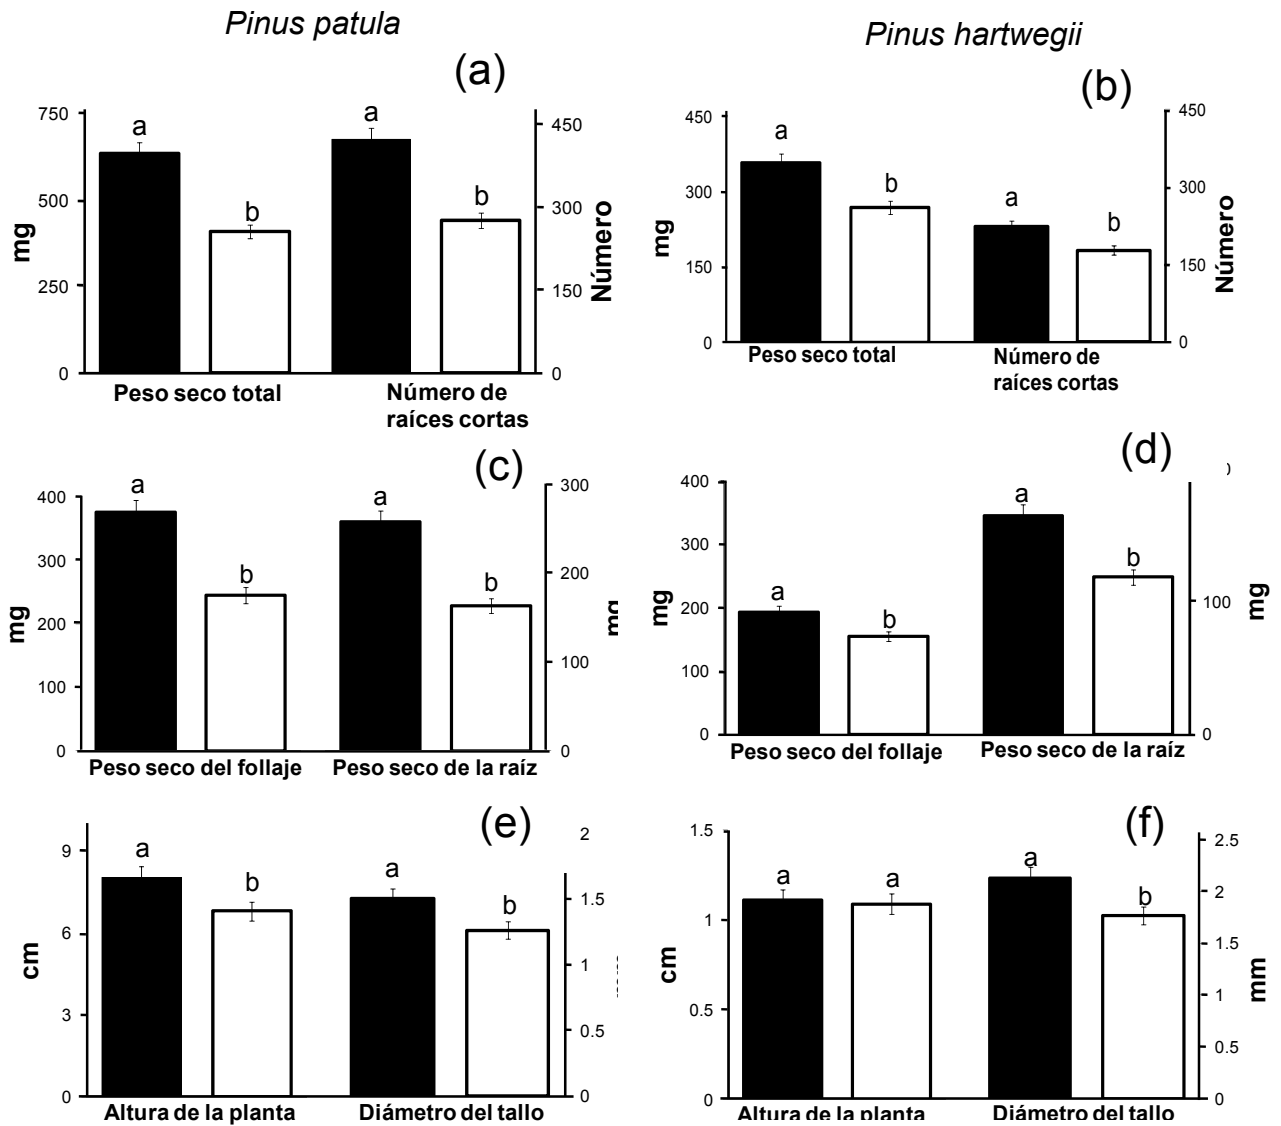 Pinus patula
Pinus hartwegii
(a)
750
500
250
0
mg
a
b
a
b
450
300
150
0
Número
Peso seco total
Número de
raíces cortas
(b)
450
300
150
0
mg
a
b
a
b
450
300
150
0
Número
Peso seco total
Número de
raíces cortas
(c)
400
300
200
100
0
mg
a
b
a
b
300
200
100
0
mg
Peso seco del follaje
Peso seco de la raíz
(d)
400
300
200
100
0
mg
a
b
a
b
100
0
mg
Peso seco del follaje
Peso seco de la raíz
(e)
9
6
3
0
cm
a
b
a
b
2
1.5
1
0.5
0
Altura de la planta
Diámetro del tallo
(f)
1.5
1
0.5
0
cm
a
a
a
b
2.5
2
1.5
1
0.5
0
mm
Altura de la planta
Diámetro del tallo